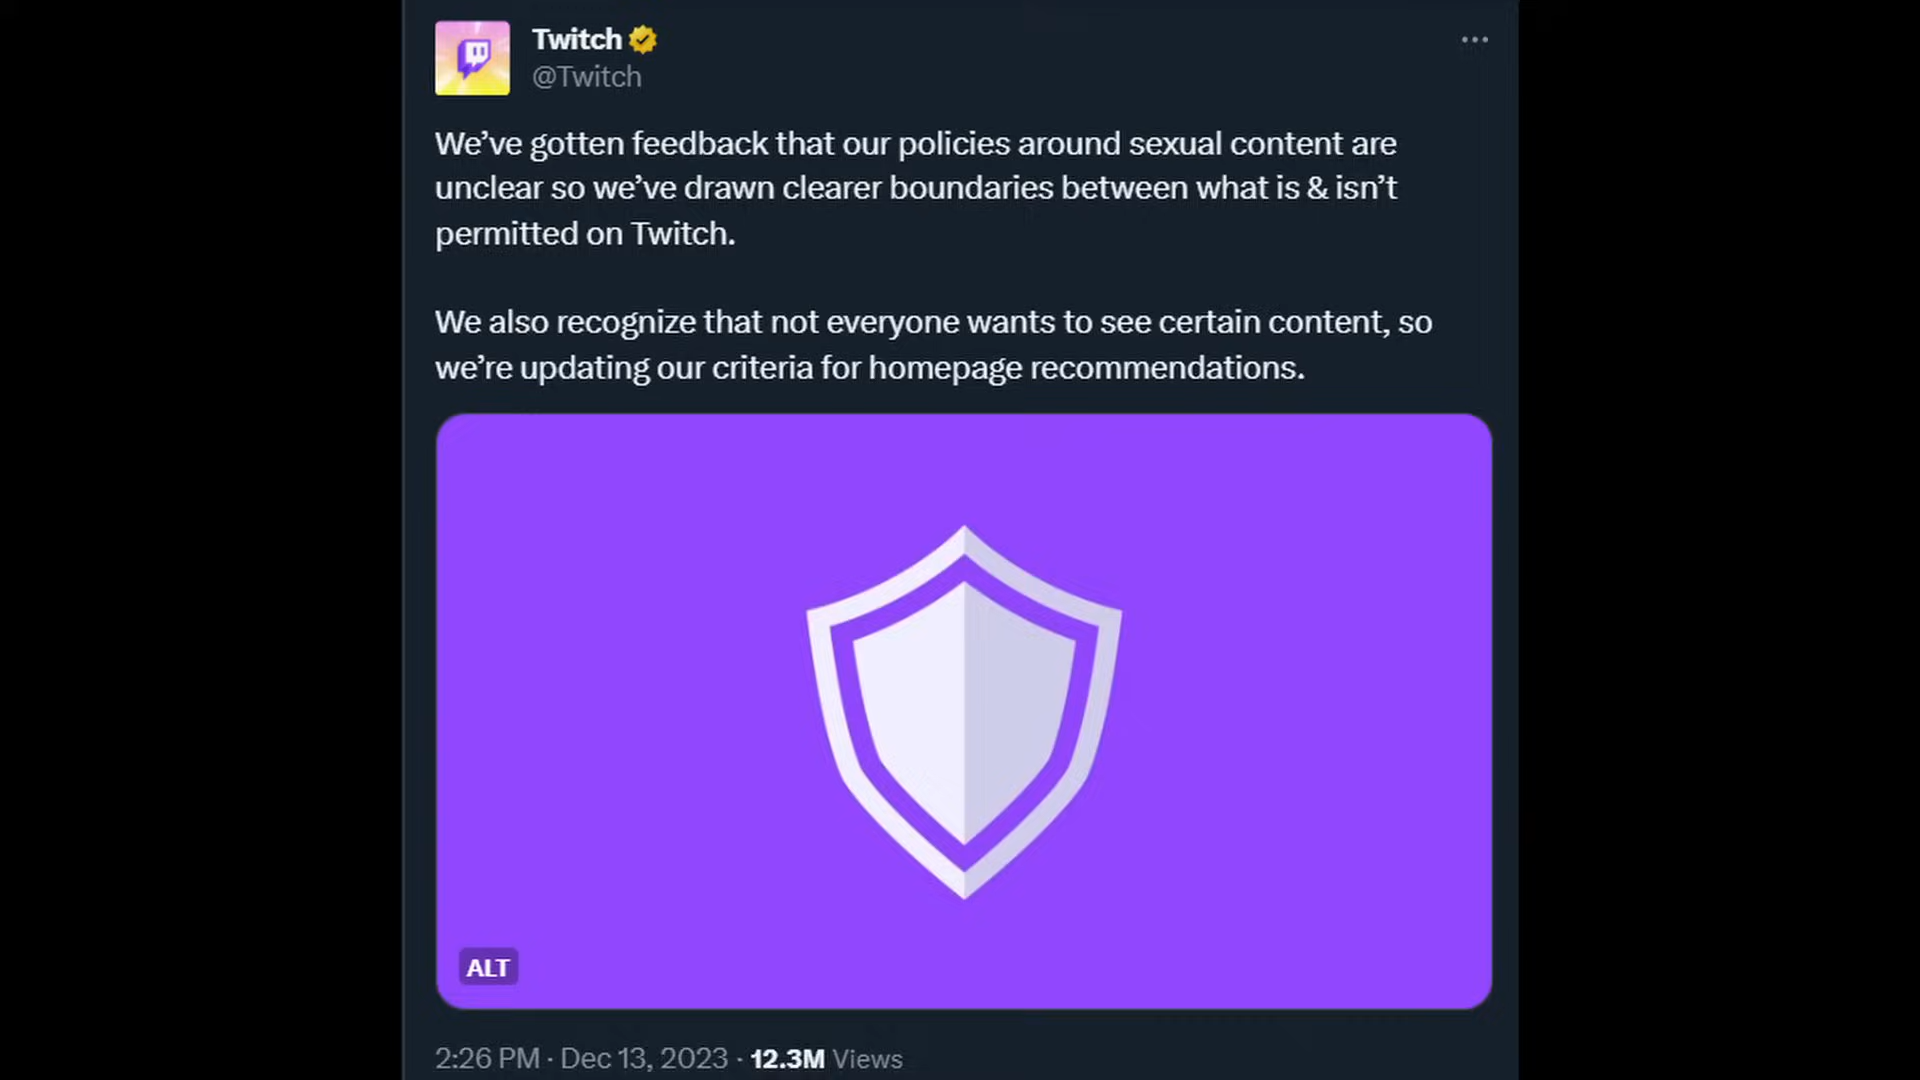 Twitch
@Twitch
We’ve gotten feedback that our policies around sexual content are
unclear so we’ve drawn clearer boundaries between what is & isn’t
permitted on Twitch.
We also recognize that not everyone wants to see certain content, so
we’re updating our criteria for homepage recommendations.
ALT
2:26 PM · Dec 13, 2023 · 12.3M Views